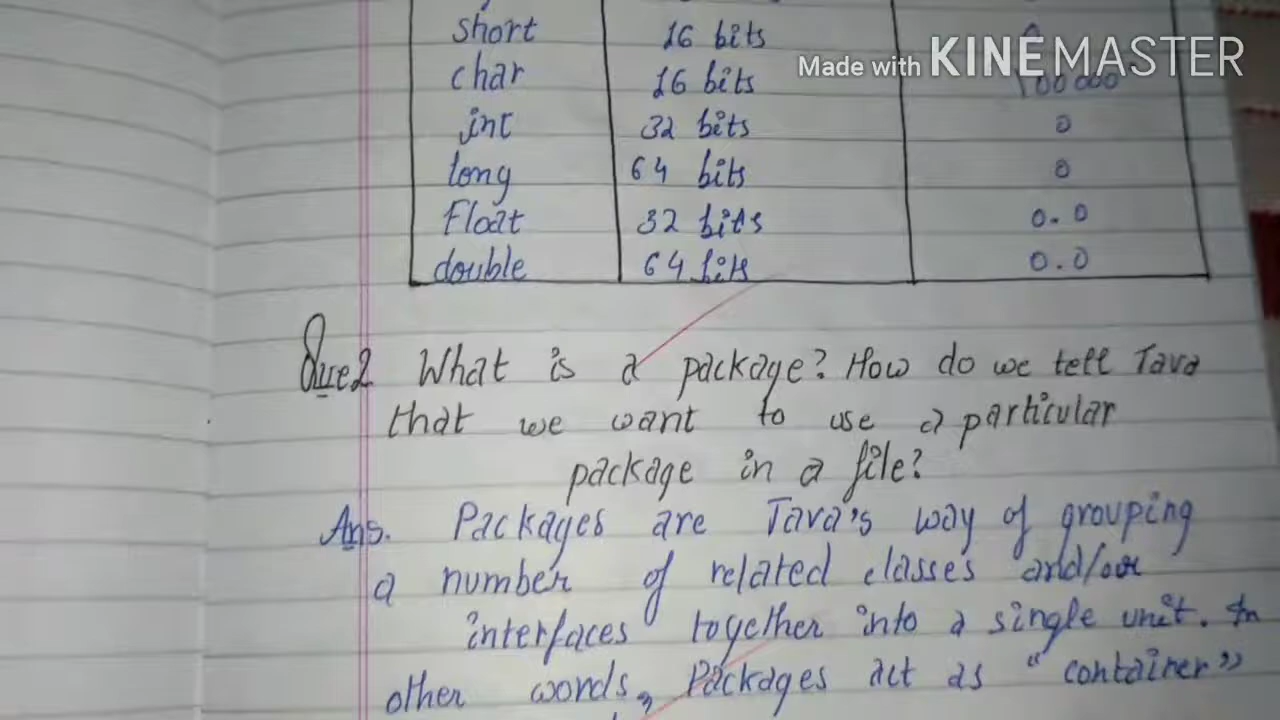 short 16 bits
Made with KINEMASTER
char 16 bits
int 32 bits 0
long 64 bits 0
float 32 bits 0.0
double 64 bits 0.0
Que2 What is a package? How do we tell Java
that we want to use a particular
package in a file?
Ans. Packages are Java's way of grouping
a number of related classes and/or
interfaces together into a single unit. In
other words, Packages act as "container"